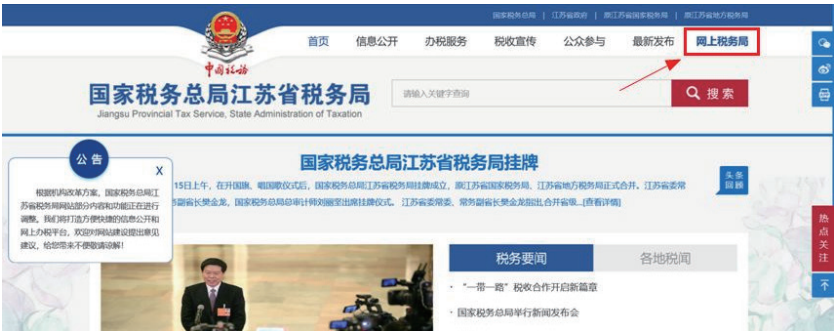 国家税务总局 | 江苏省政府 | 原江苏省国家税务局 | 原江苏省地方税务局
首页 信息公开 办税服务 税收宣传 公众参与 最新发布 网上税务局
中国税务
国家税务总局江苏省税务局
Jiangsu Provincial Tax Service, State Administration of Taxation
请输入关键字查询
搜索
公告
X
根据机构改革方案，国家税务总局江
苏省税务局网站部分内容和功能正在进行
调整，我们将打造方便快捷的信息公开和
网上办税平台，欢迎对网站建设提出意见
建议，给您带来不便敬请谅解！
国家税务总局江苏省税务局挂牌
15日上午，在升国旗、唱国歌仪式后，国家税务总局江苏省税务局挂牌成立，原江苏省国家税务局、江苏省地方税务局正式合并。江苏省委常
务副省长樊金龙，国家税务总局总审计师刘丽坚出席挂牌仪式。江苏省委常委、常务副省长樊金龙指出,合并省级...[查看详情]
头条
回顾
热
点
关
注
税务要闻 各地税闻
· “一带一路”税收合作开启新篇章
· 国家税务总局举行新闻发布会